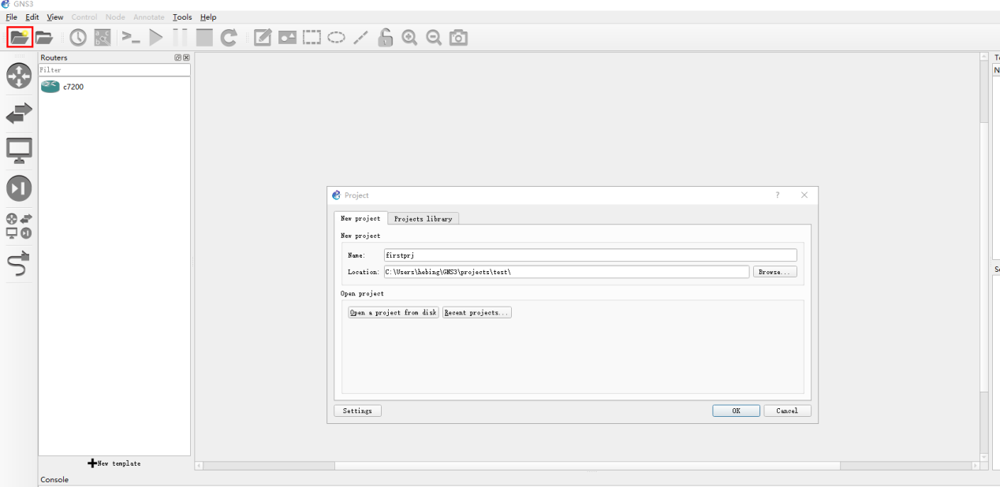 GNS3
File Edit View Control Node Annotate Tools Help
Routers
Filter
c7200
Project
New project Projects library
New project
Name: firstprj
Location: C:\Users\hebing\GNS3\projects\test\ Browse...
Open project
Open a project from disk Recent projects...
Settings OK Cancel
New template
Console